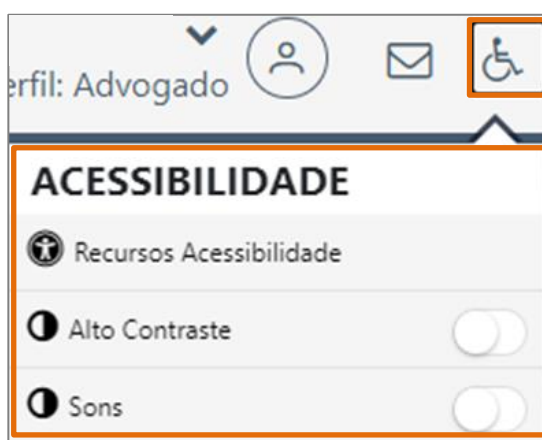 erfil: Advogado
ACESSIBILIDADE
Recursos Acessibilidade
Alto Contraste
Sons